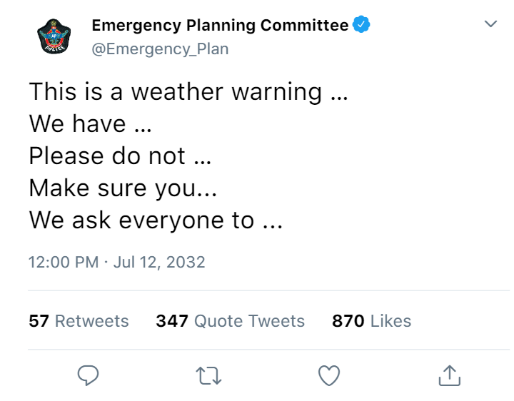 Emergency Planning Committee
@Emergency_Plan
This is a weather warning ...
We have ...
Please do not ...
Make sure you...
We ask everyone to ...
12:00 PM · Jul 12, 2032
57 Retweets 347 Quote Tweets 870 Likes